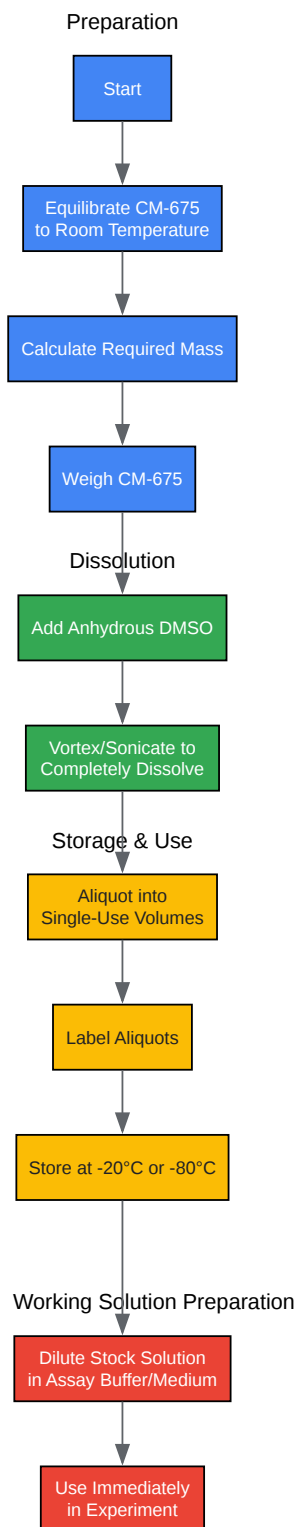 Preparation
Start
Equilibrate CM-675
to Room Temperature
Calculate Required Mass
Weigh CM-675
Dissolution
Add Anhydrous DMSO
Vortex/Sonicate to
Completely Dissolve
Storage & Use
Aliquot into
Single-Use Volumes
Label Aliquots
Store at -20°C or -80°C
Working Solution Preparation
Dilute Stock Solution
in Assay Buffer/Medium
Use Immediately
in Experiment